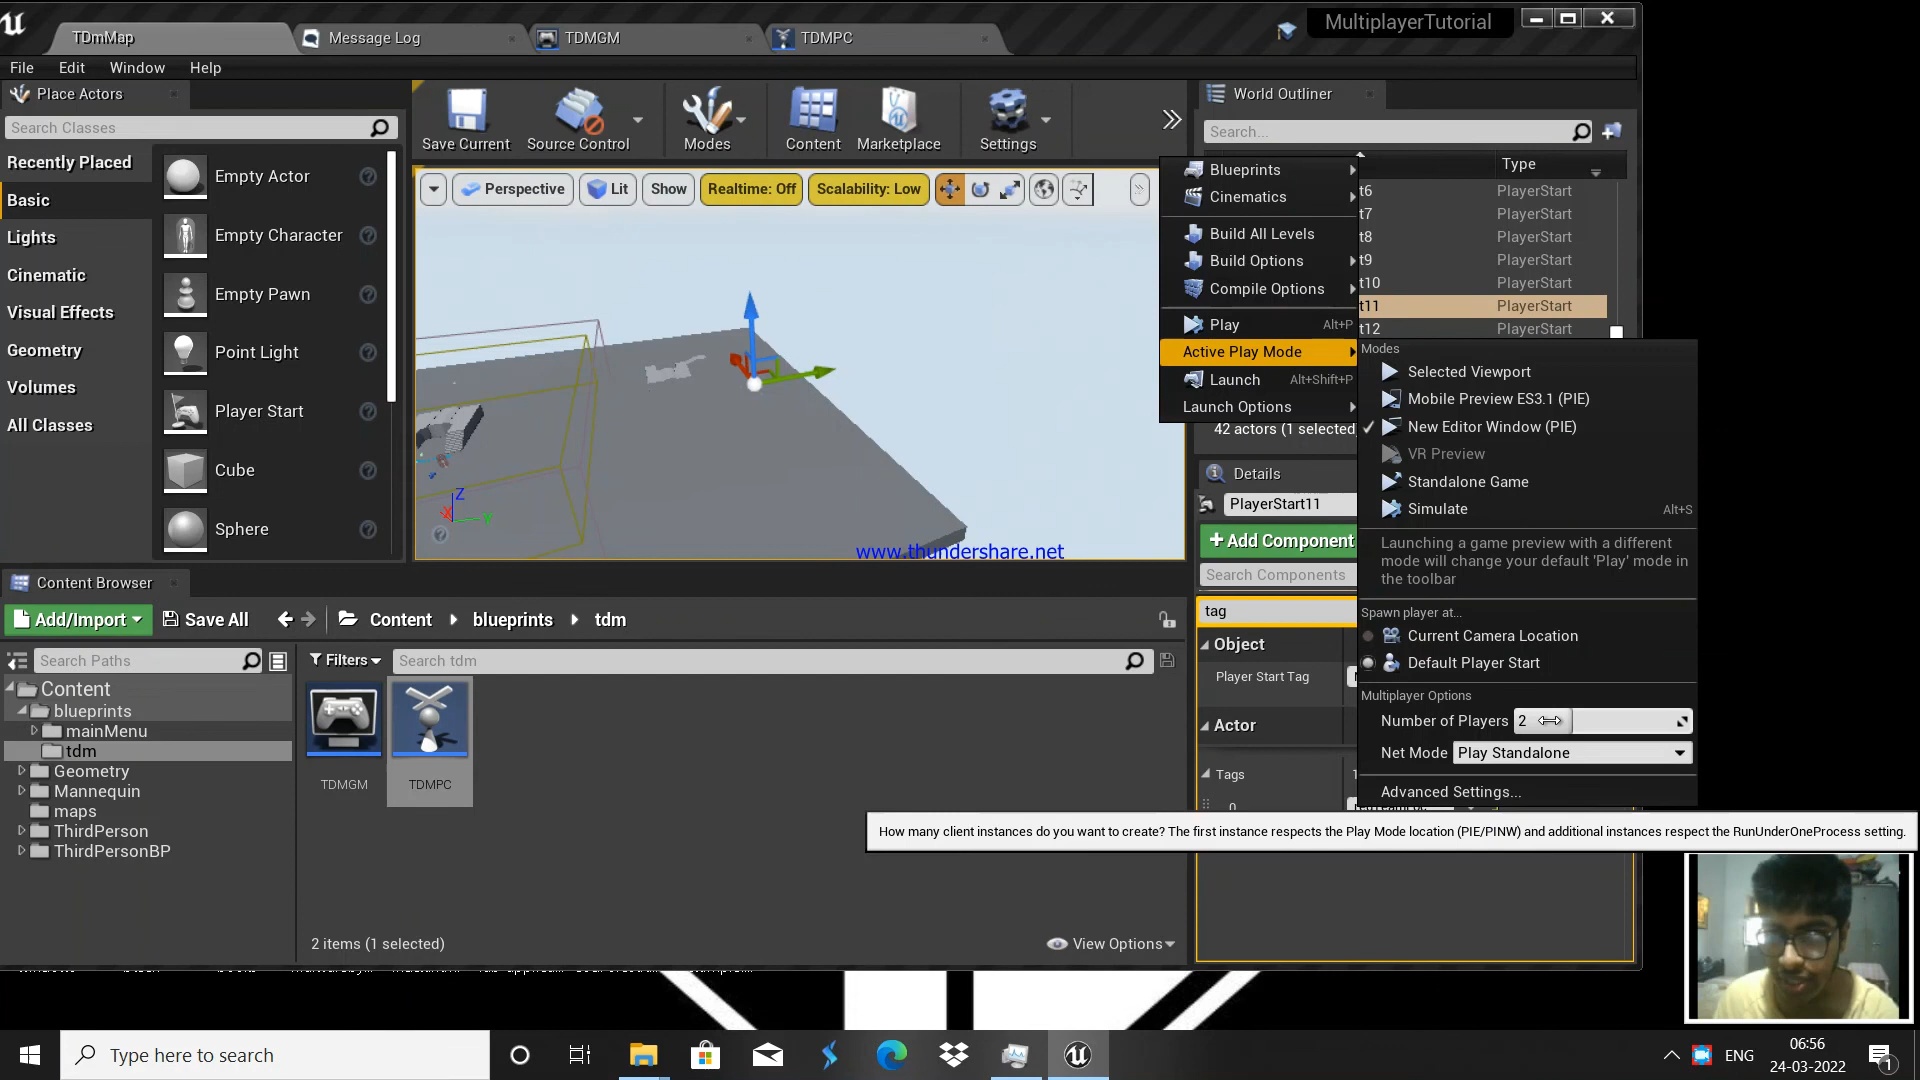 TDmMap
Message Log
TDMGM
TDMPC
MultiplayerTutorial
File
Edit
Window
Help
Place Actors
Search Classes
Recently Placed
Basic
Lights
Cinematic
Visual Effects
Geometry
Volumes
All Classes
Empty Actor
Empty Character
Empty Pawn
Point Light
Player Start
Cube
Sphere
Save Current
Source Control
Modes
Content
Marketplace
Settings
Perspective
Lit
Show
Realtime: Off
Scalability: Low
Z
X
Y
www.thundershare.net
World Outliner
Search...
Type
t6 PlayerStart
t7 PlayerStart
t8 PlayerStart
t9 PlayerStart
t10 PlayerStart
t11 PlayerStart
t12 PlayerStart
Blueprints
Cinematics
Build All Levels
Build Options
Compile Options
Play Alt+P
Active Play Mode
Launch Alt+Shift+P
Launch Options
42 actors (1 selected
Modes
Selected Viewport
Mobile Preview ES3.1 (PIE)
New Editor Window (PIE)
VR Preview
Standalone Game
Simulate Alt+S
Launching a game preview with a different
mode will change your default 'Play' mode in
the toolbar
Spawn player at...
Current Camera Location
Default Player Start
Multiplayer Options
Number of Players 2
Net Mode Play Standalone
Advanced Settings...
Details
PlayerStart11
+Add Component
Search Components
tag
Object
Player Start Tag
Actor
Tags
0
How many client instances do you want to create? The first instance respects the Play Mode location (PIE/PINW) and additional instances respect the RunUnderOneProcess setting.
Content Browser
Add/Import
Save All
Content
blueprints
tdm
Search Paths
Filters
Search tdm
Content
blueprints
mainMenu
tdm
Geometry
Mannequin
maps
ThirdPerson
ThirdPersonBP
TDMGM
TDMPC
2 items (1 selected)
View Options
Type here to search
ENG
06:56
24-03-2022
1